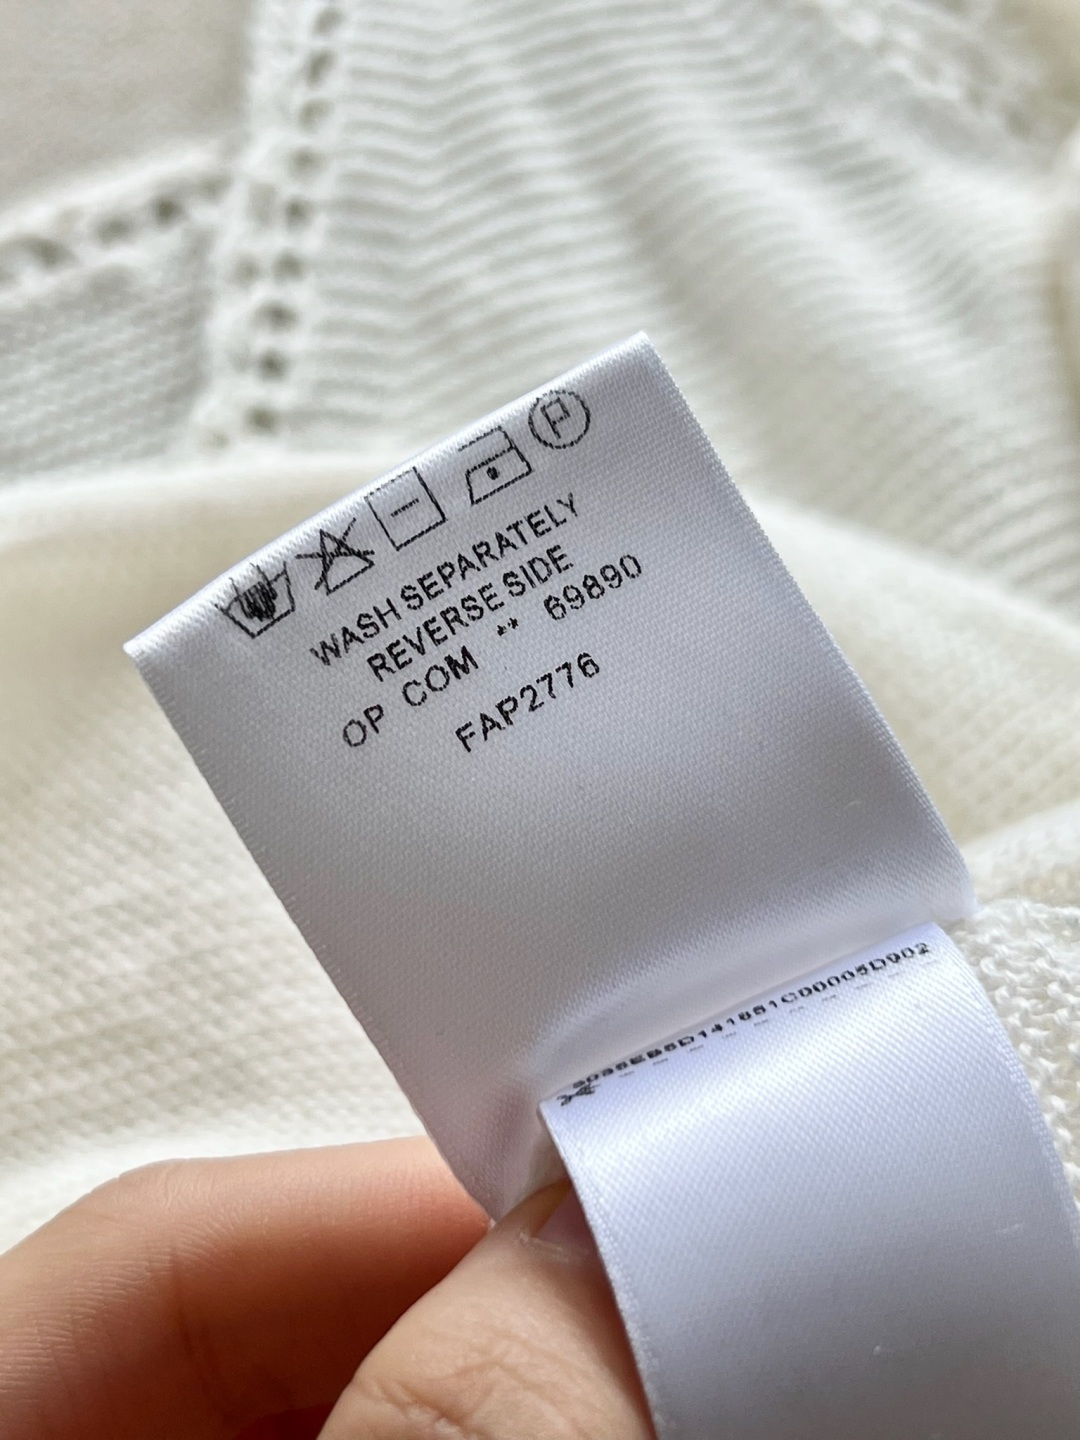 P
WASH SEPARATELY
REVERSE SIDE
OP COM ** 69890
FAP2776